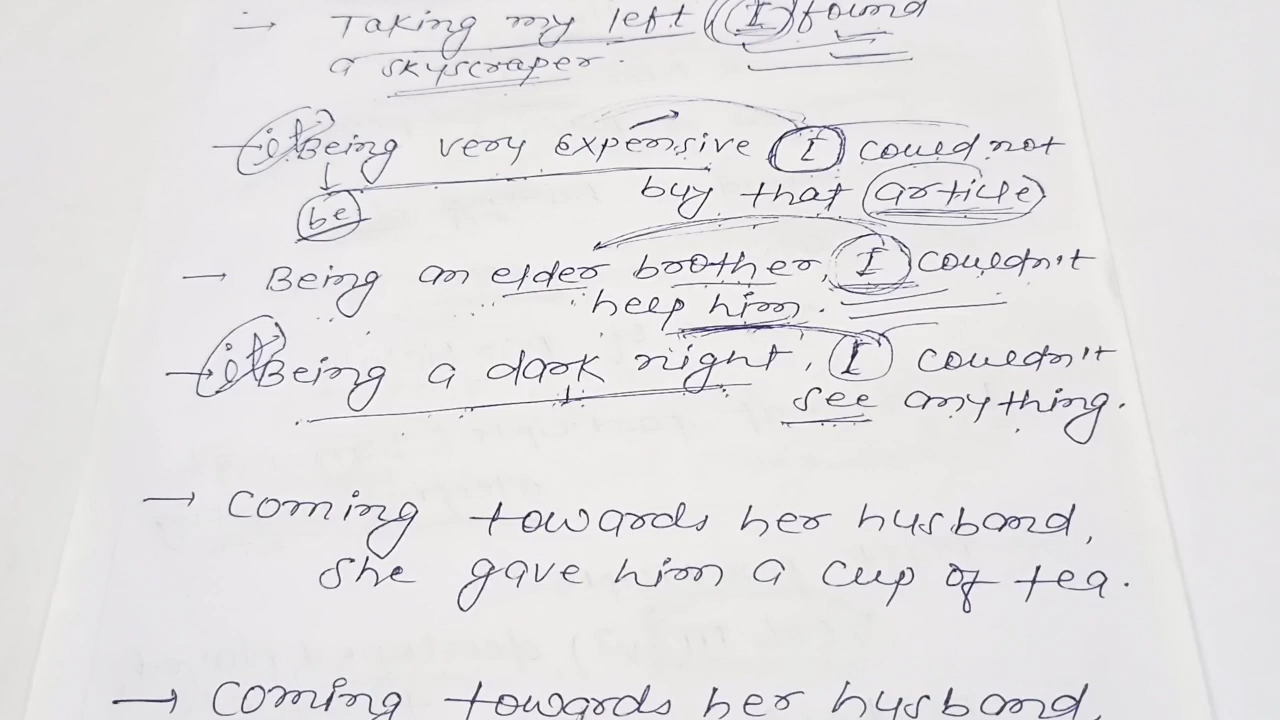 → Taking my left I found
a skyscraper.
→ it Being very expensive I could not
be buy that article
→ Being an elder brother, I couldn't
help him.
→ it Being a dark night, I couldn't
see anything.
→ Coming towards her husband,
She gave him a cup of tea.
→ Coming towards her husband,